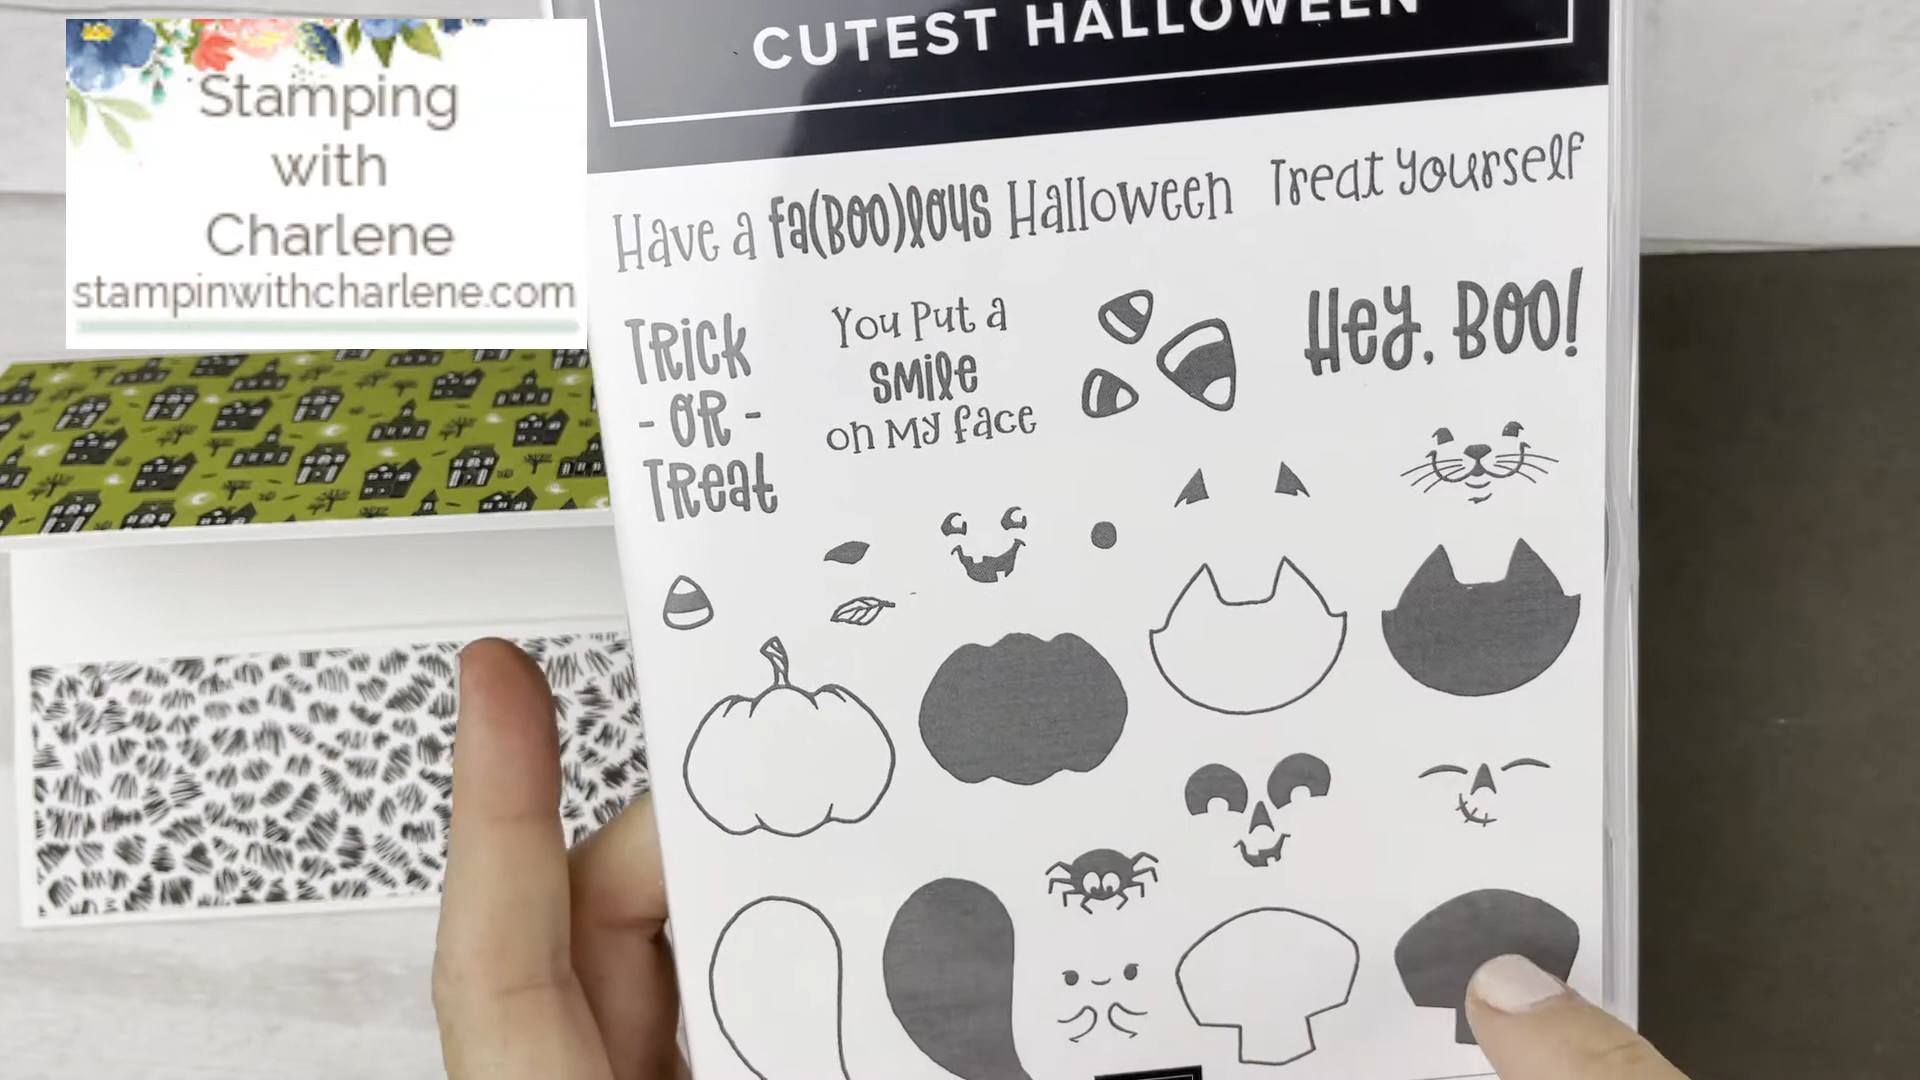 CUTEST HALLOWEEN
Stamping
with
Charlene
stampinwithcharlene.com
Have a fa(Boo)lous Halloween
Treat Yourself
Trick
- OR -
Treat
You Put a
smile
on My face
Hey, Boo!